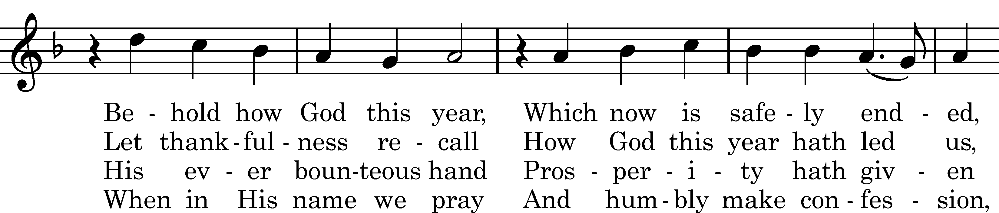 Be - hold how God this year, Which now is safe - ly end - ed,
Let thank - ful - ness re - call How God this year hath led us,
His ev - er boun - teous hand Pros - per - i - ty hath giv - en
When in His name we pray And hum - bly make con - fes - sion,